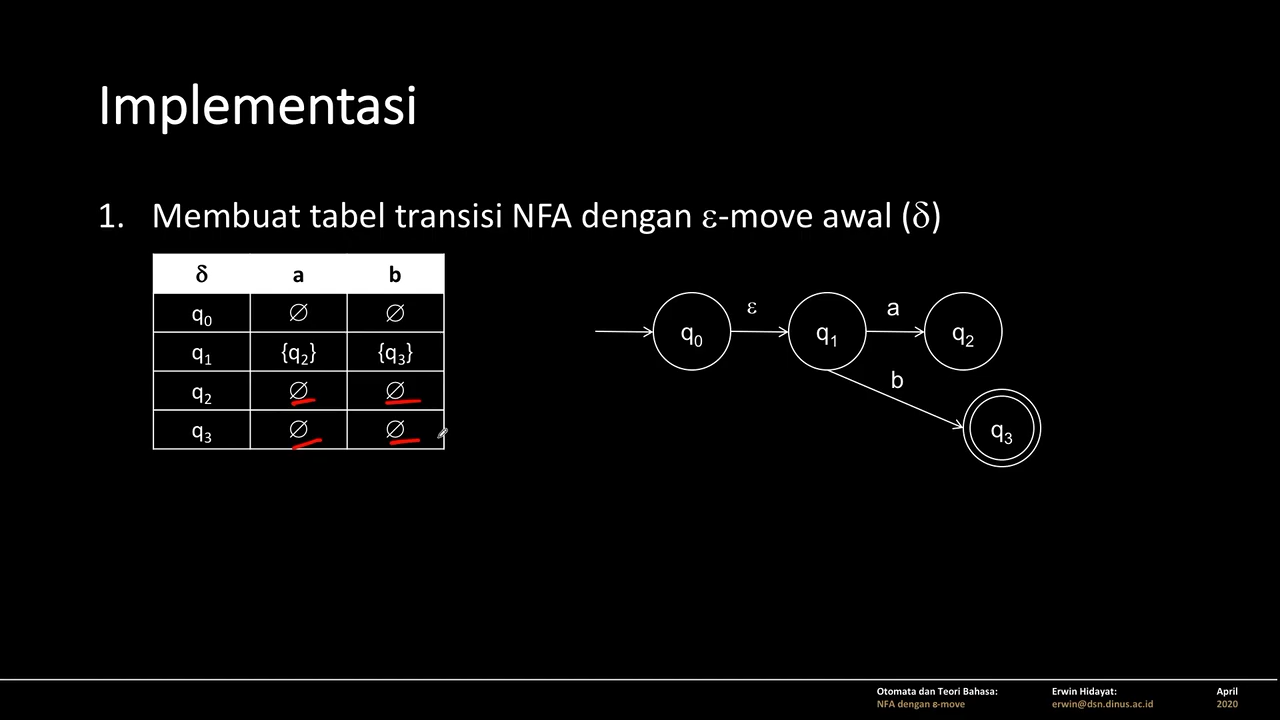 Implementasi
1. Membuat tabel transisi NFA dengan ε-move awal (δ)
δ a b
q0 ∅ ∅
q1 {q2} {q3}
q2 ∅ ∅
q3 ∅ ∅
ε
a
q0
q1
q2
b
q3
Otomata dan Teori Bahasa:
NFA dengan ε-move
Erwin Hidayat:
erwin@dsn.dinus.ac.id
April
2020